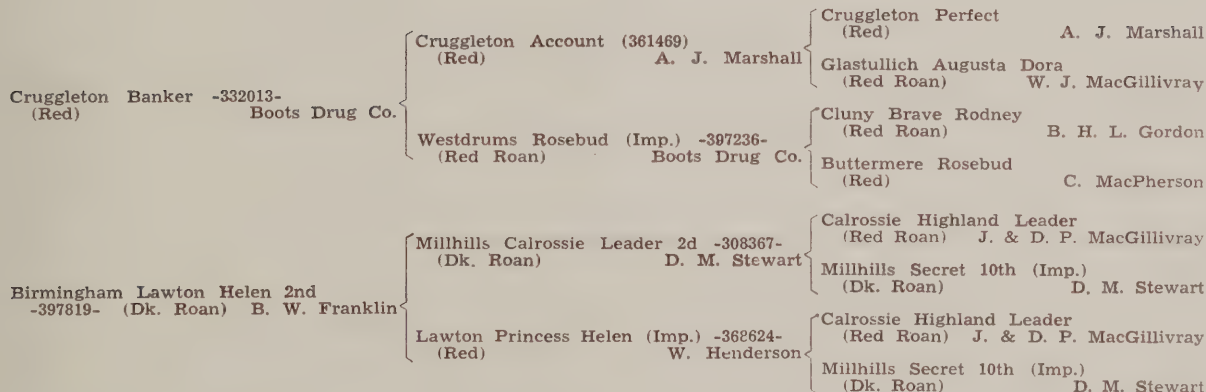 Cruggleton Banker -332013-
(Red) Boots Drug Co.
Cruggleton Account (361469)
(Red) A. J. Marshall
Cruggleton Perfect
(Red) A. J. Marshall
Glastullich Augusta Dora
(Red Roan) W. J. MacGillivray
Westdrums Rosebud (Imp.) -397236-
(Red Roan) Boots Drug Co.
Cluny Brave Rodney
(Red Roan) B. H. L. Gordon
Buttermere Rosebud
(Red) C. MacPherson
Birmingham Lawton Helen 2nd
-397819- (Dk. Roan) B. W. Franklin
Millhills Calrossie Leader 2d -308367-
(Dk. Roan) D. M. Stewart
Calrossie Highland Leader
(Red Roan) J. & D. P. MacGillivray
Millhills Secret 10th (Imp.)
(Dk. Roan) D. M. Stewart
Lawton Princess Helen (Imp.) -368624-
(Red) W. Henderson
Calrossie Highland Leader
(Red Roan) J. & D. P. MacGillivray
Millhills Secret 10th (Imp.)
(Dk. Roan) D. M. Stewart